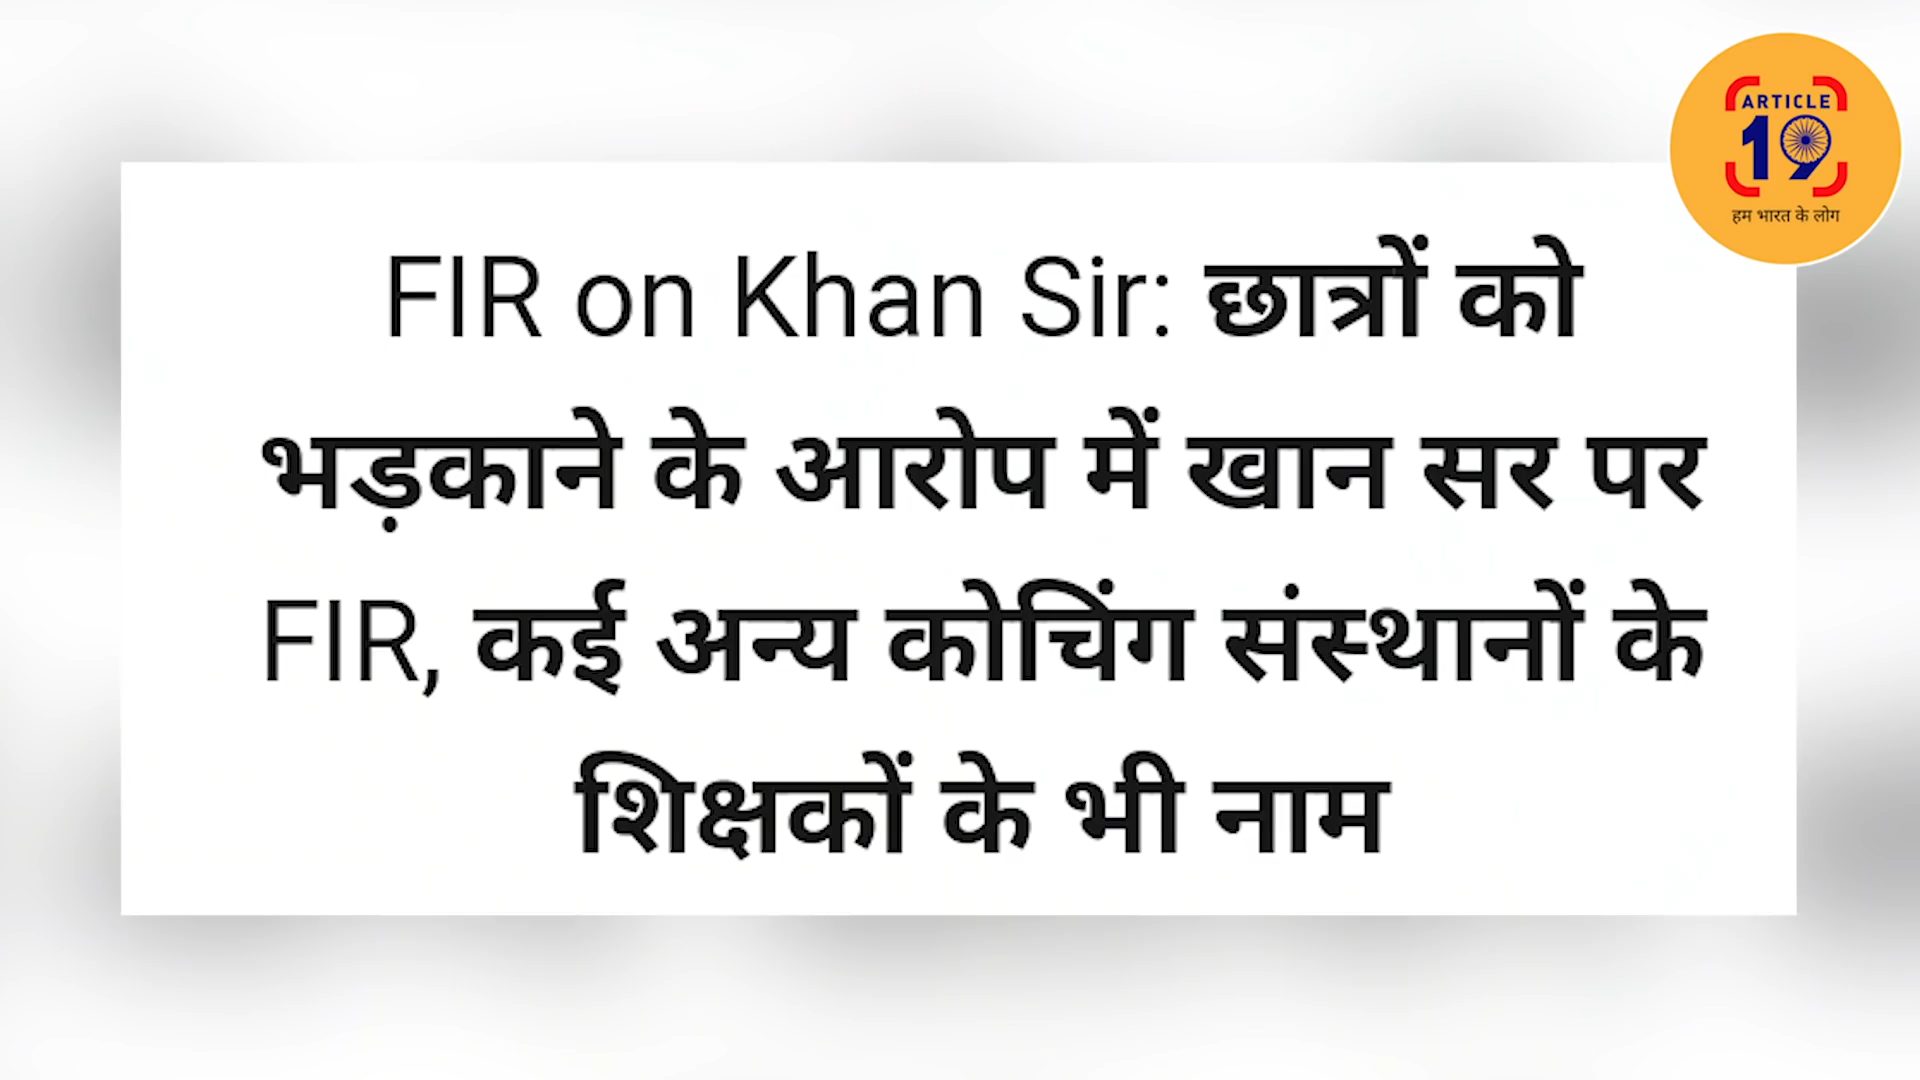 ARTICLE
19
हम भारत के लोग
FIR on Khan Sir: छात्रों को
भड़काने के आरोप में खान सर पर
FIR, कई अन्य कोचिंग संस्थानों के
शिक्षकों के भी नाम